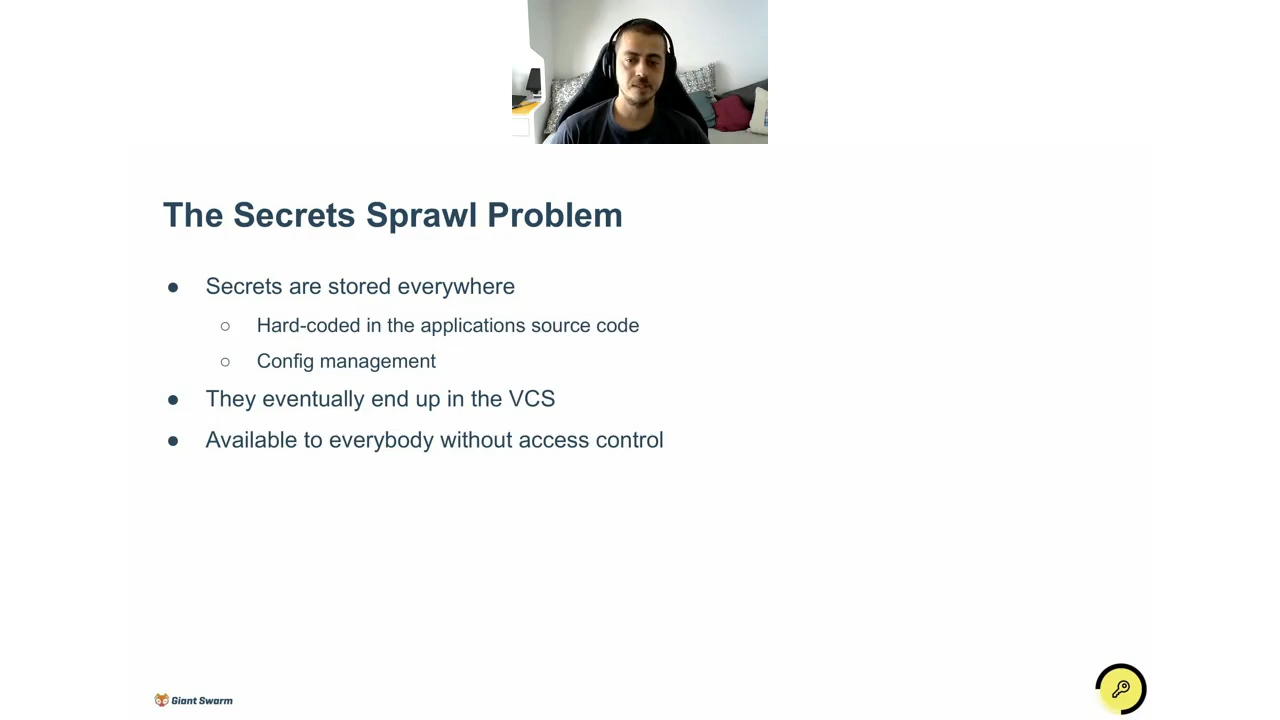 The Secrets Sprawl Problem
● Secrets are stored everywhere
○ Hard-coded in the applications source code
○ Config management
● They eventually end up in the VCS
● Available to everybody without access control
Giant Swarm